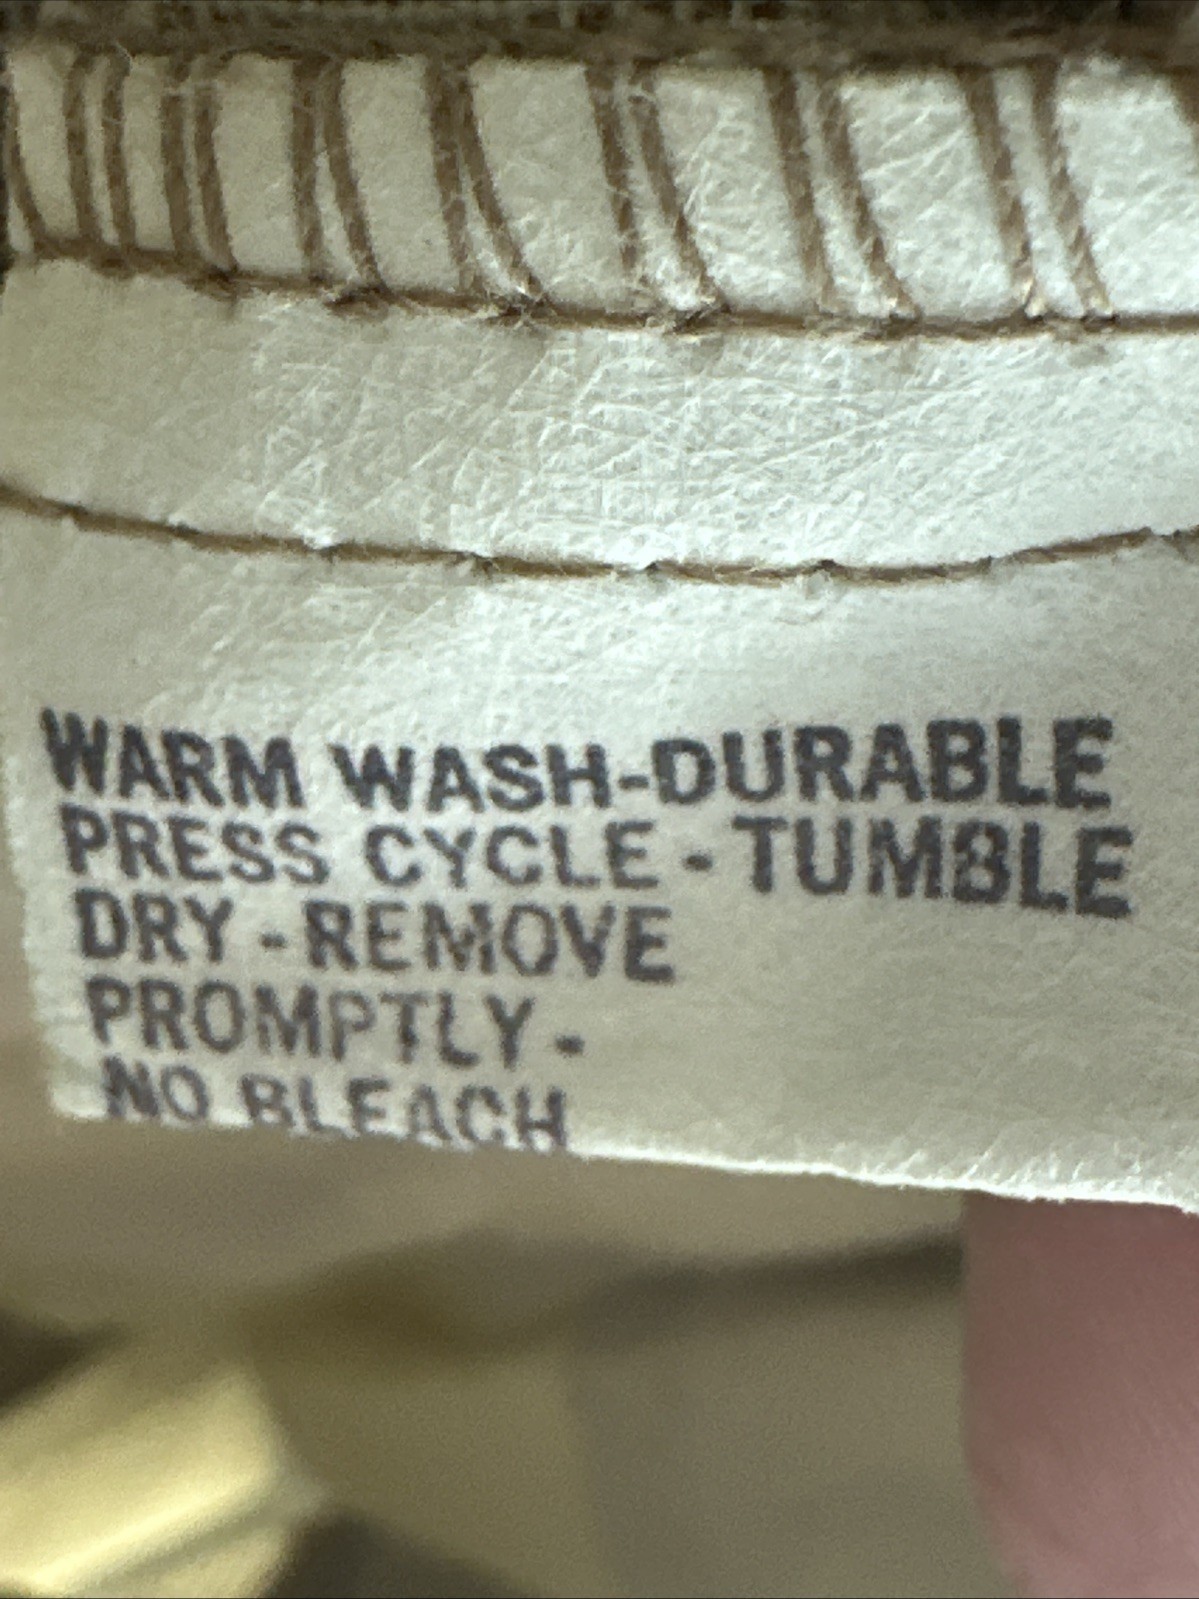 WARM WASH-DURABLE
PRESS CYCLE - TUMBLE
DRY - REMOVE
PROMPTLY -
NO BLEACH